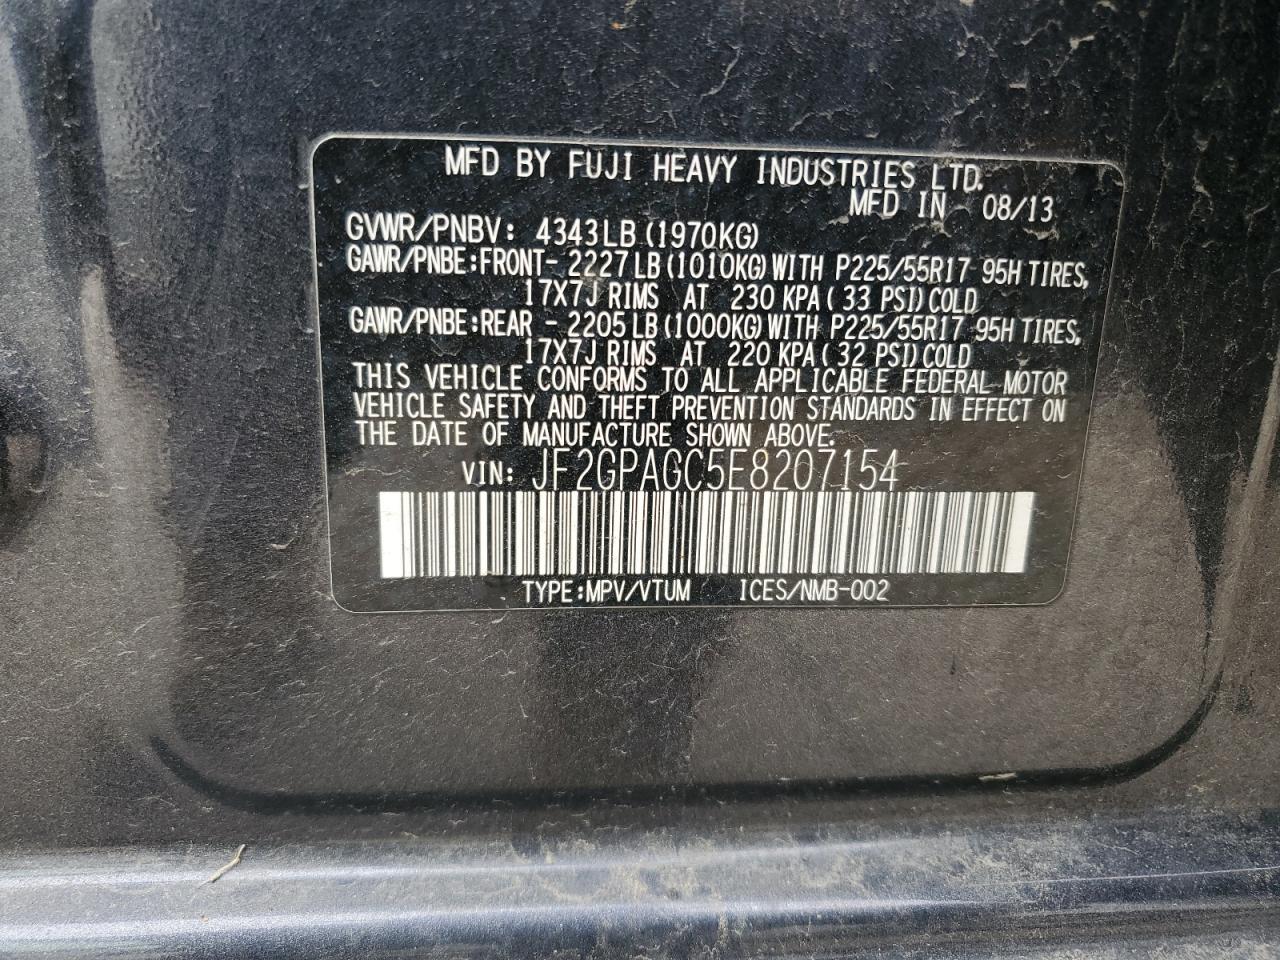 MFD BY FUJI HEAVY INDUSTRIES LTD.
MFD IN 08/13
GVWR/PNBV: 4343LB (1970KG)
GAWR/PNBE:FRONT- 2227LB (1010KG) WITH P225/55R17 95H TIRES,
17X7J RIMS AT 230 KPA ( 33 PSI) COLD
GAWR/PNBE:REAR - 2205LB (1000KG) WITH P225/55R17 95H TIRES,
17X7J RIMS AT 220 KPA ( 32 PSI) COLD
THIS VEHICLE CONFORMS TO ALL APPLICABLE FEDERAL MOTOR
VEHICLE SAFETY AND THEFT PREVENTION STANDARDS IN EFFECT ON
THE DATE OF MANUFACTURE SHOWN ABOVE.
VIN: JF2GPAGC5E8207154
TYPE:MPV/VTUM ICES/NMB-002